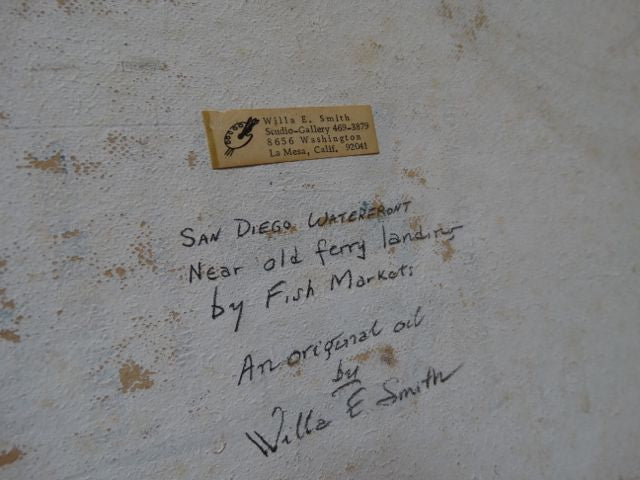 Willa E. Smith
Studio-Gallery 469-3879
8656 Washington
La Mesa, Calif. 92041
SAN DIEGO WATERFRONT
Near old ferry landing
by Fish Markets
An original oil
by
Willa E Smith